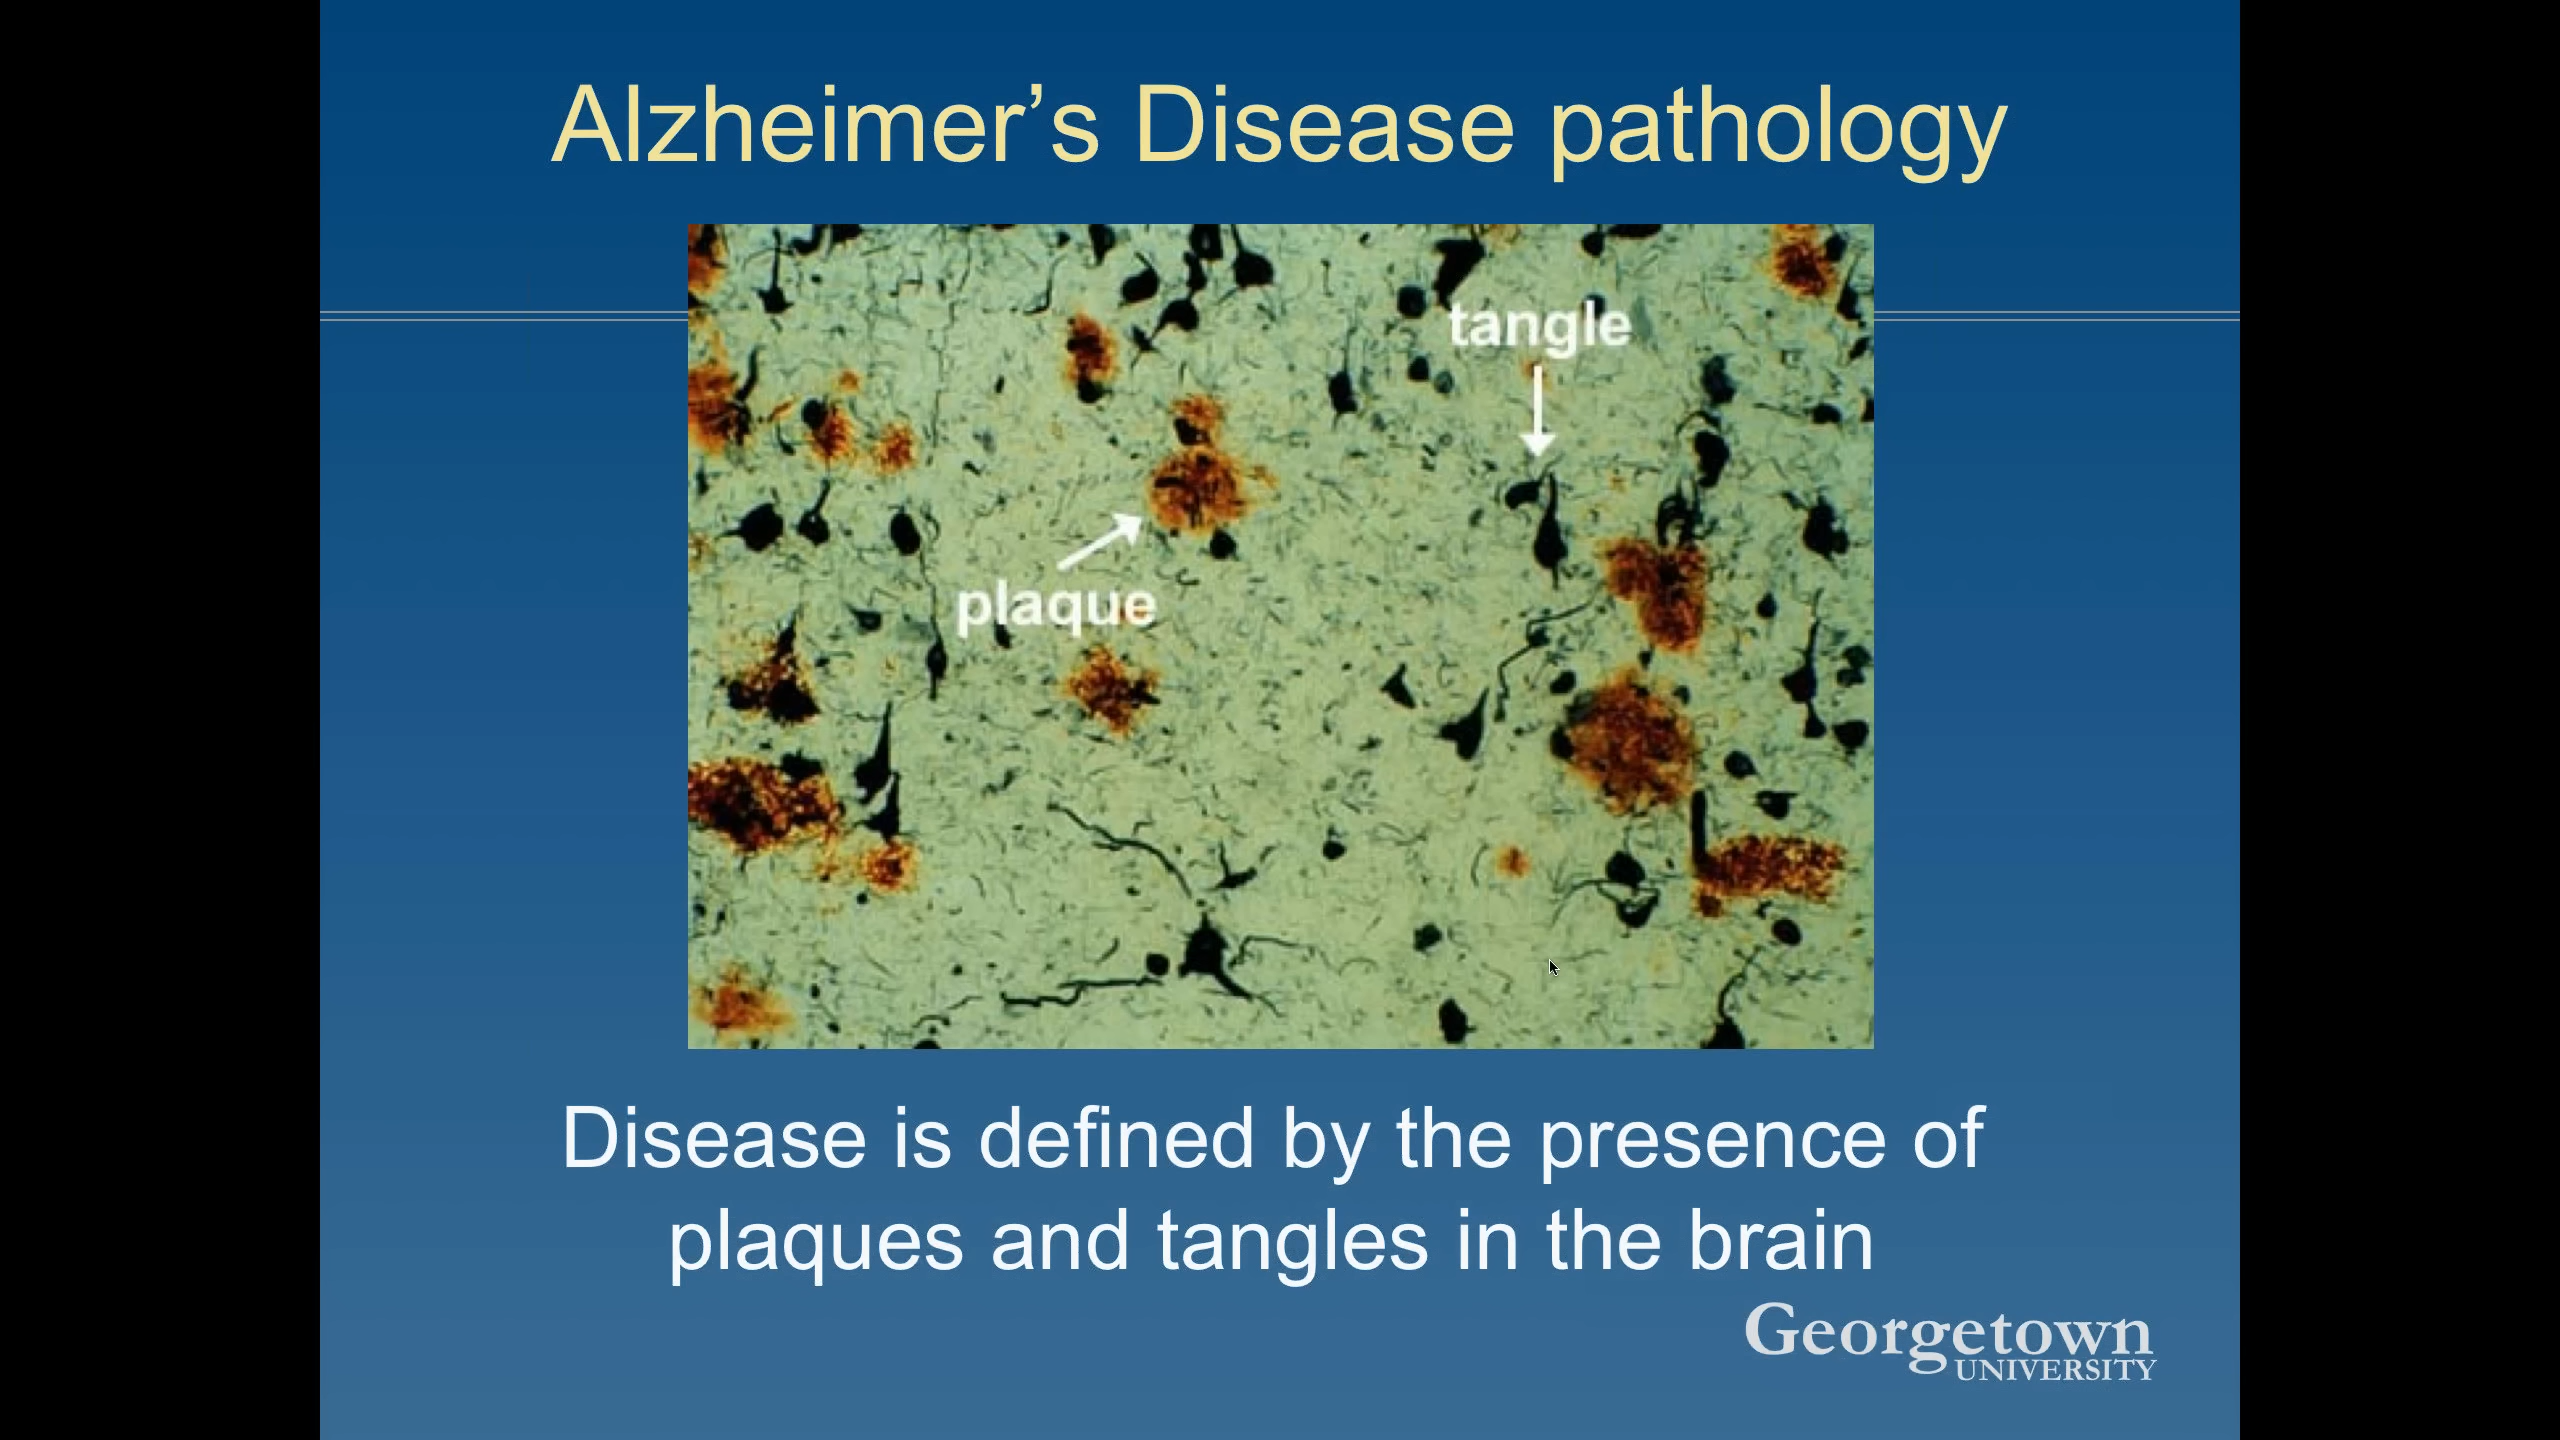 Alzheimer’s Disease pathology
tangle
plaque
Disease is defined by the presence of
plaques and tangles in the brain
Georgetown
UNIVERSITY